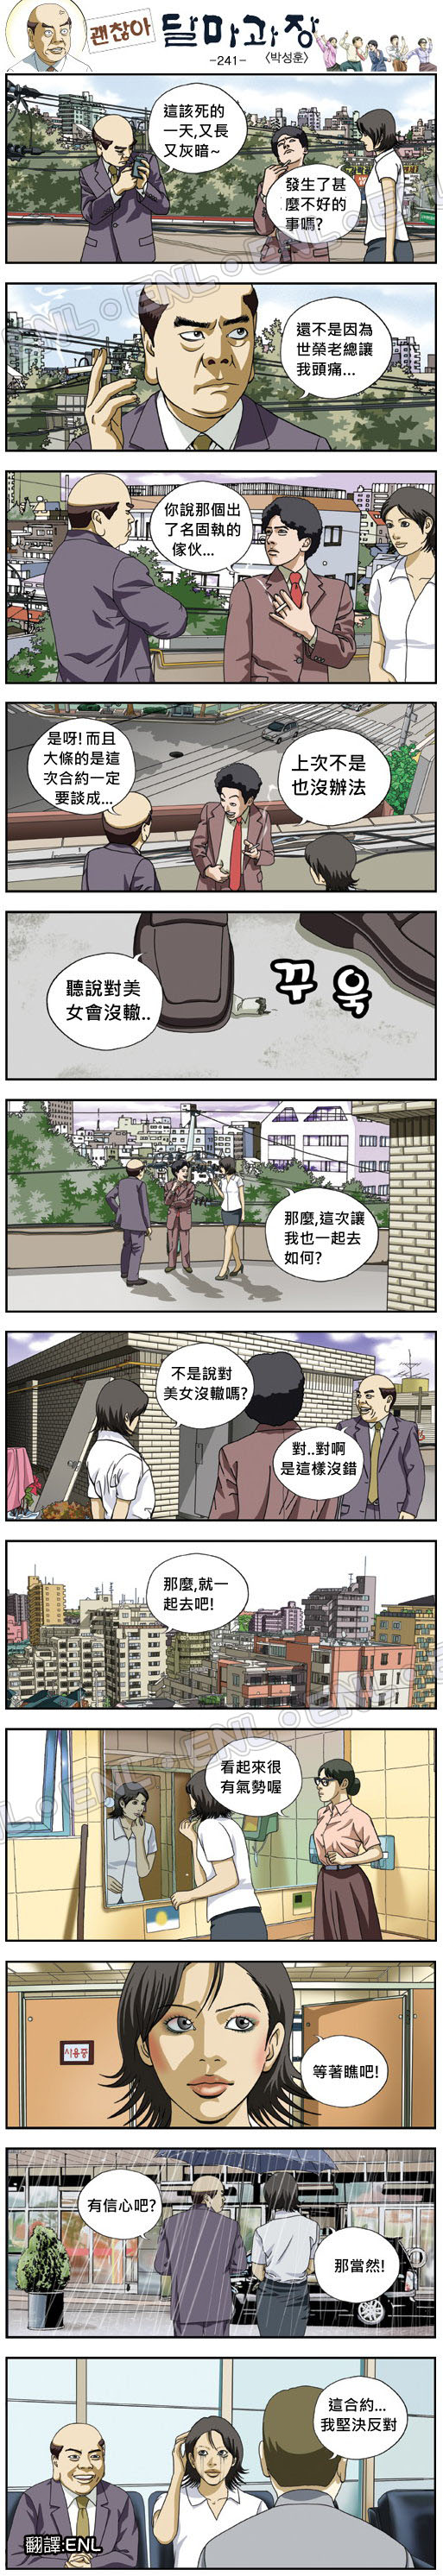 괜찮아 달마과장
-241- <박성훈>
這該死的
一天,又長
又灰暗~
發生了甚
麼不好的
事嗎?
ENL • ENL • ENL • ENL
還不是因為
世榮老總讓
我頭痛...
你說那個出
了名固執的
傢伙...
是呀! 而且
大條的是這
次合約一定
要談成...
上次不是
也沒辦法
聽說對美
女會沒轍..
꾸욱
那麼,這次讓
我也一起去
如何?
不是說對
美女沒轍嗎?
對..對啊
是這樣沒錯
那麼,就一
起去吧!
ENL • ENL • ENL • ENL
看起來很
有氣勢喔
사용중
等著瞧吧!
有信心吧?
那當然!
這合約...
我堅決反對
翻譯:ENL